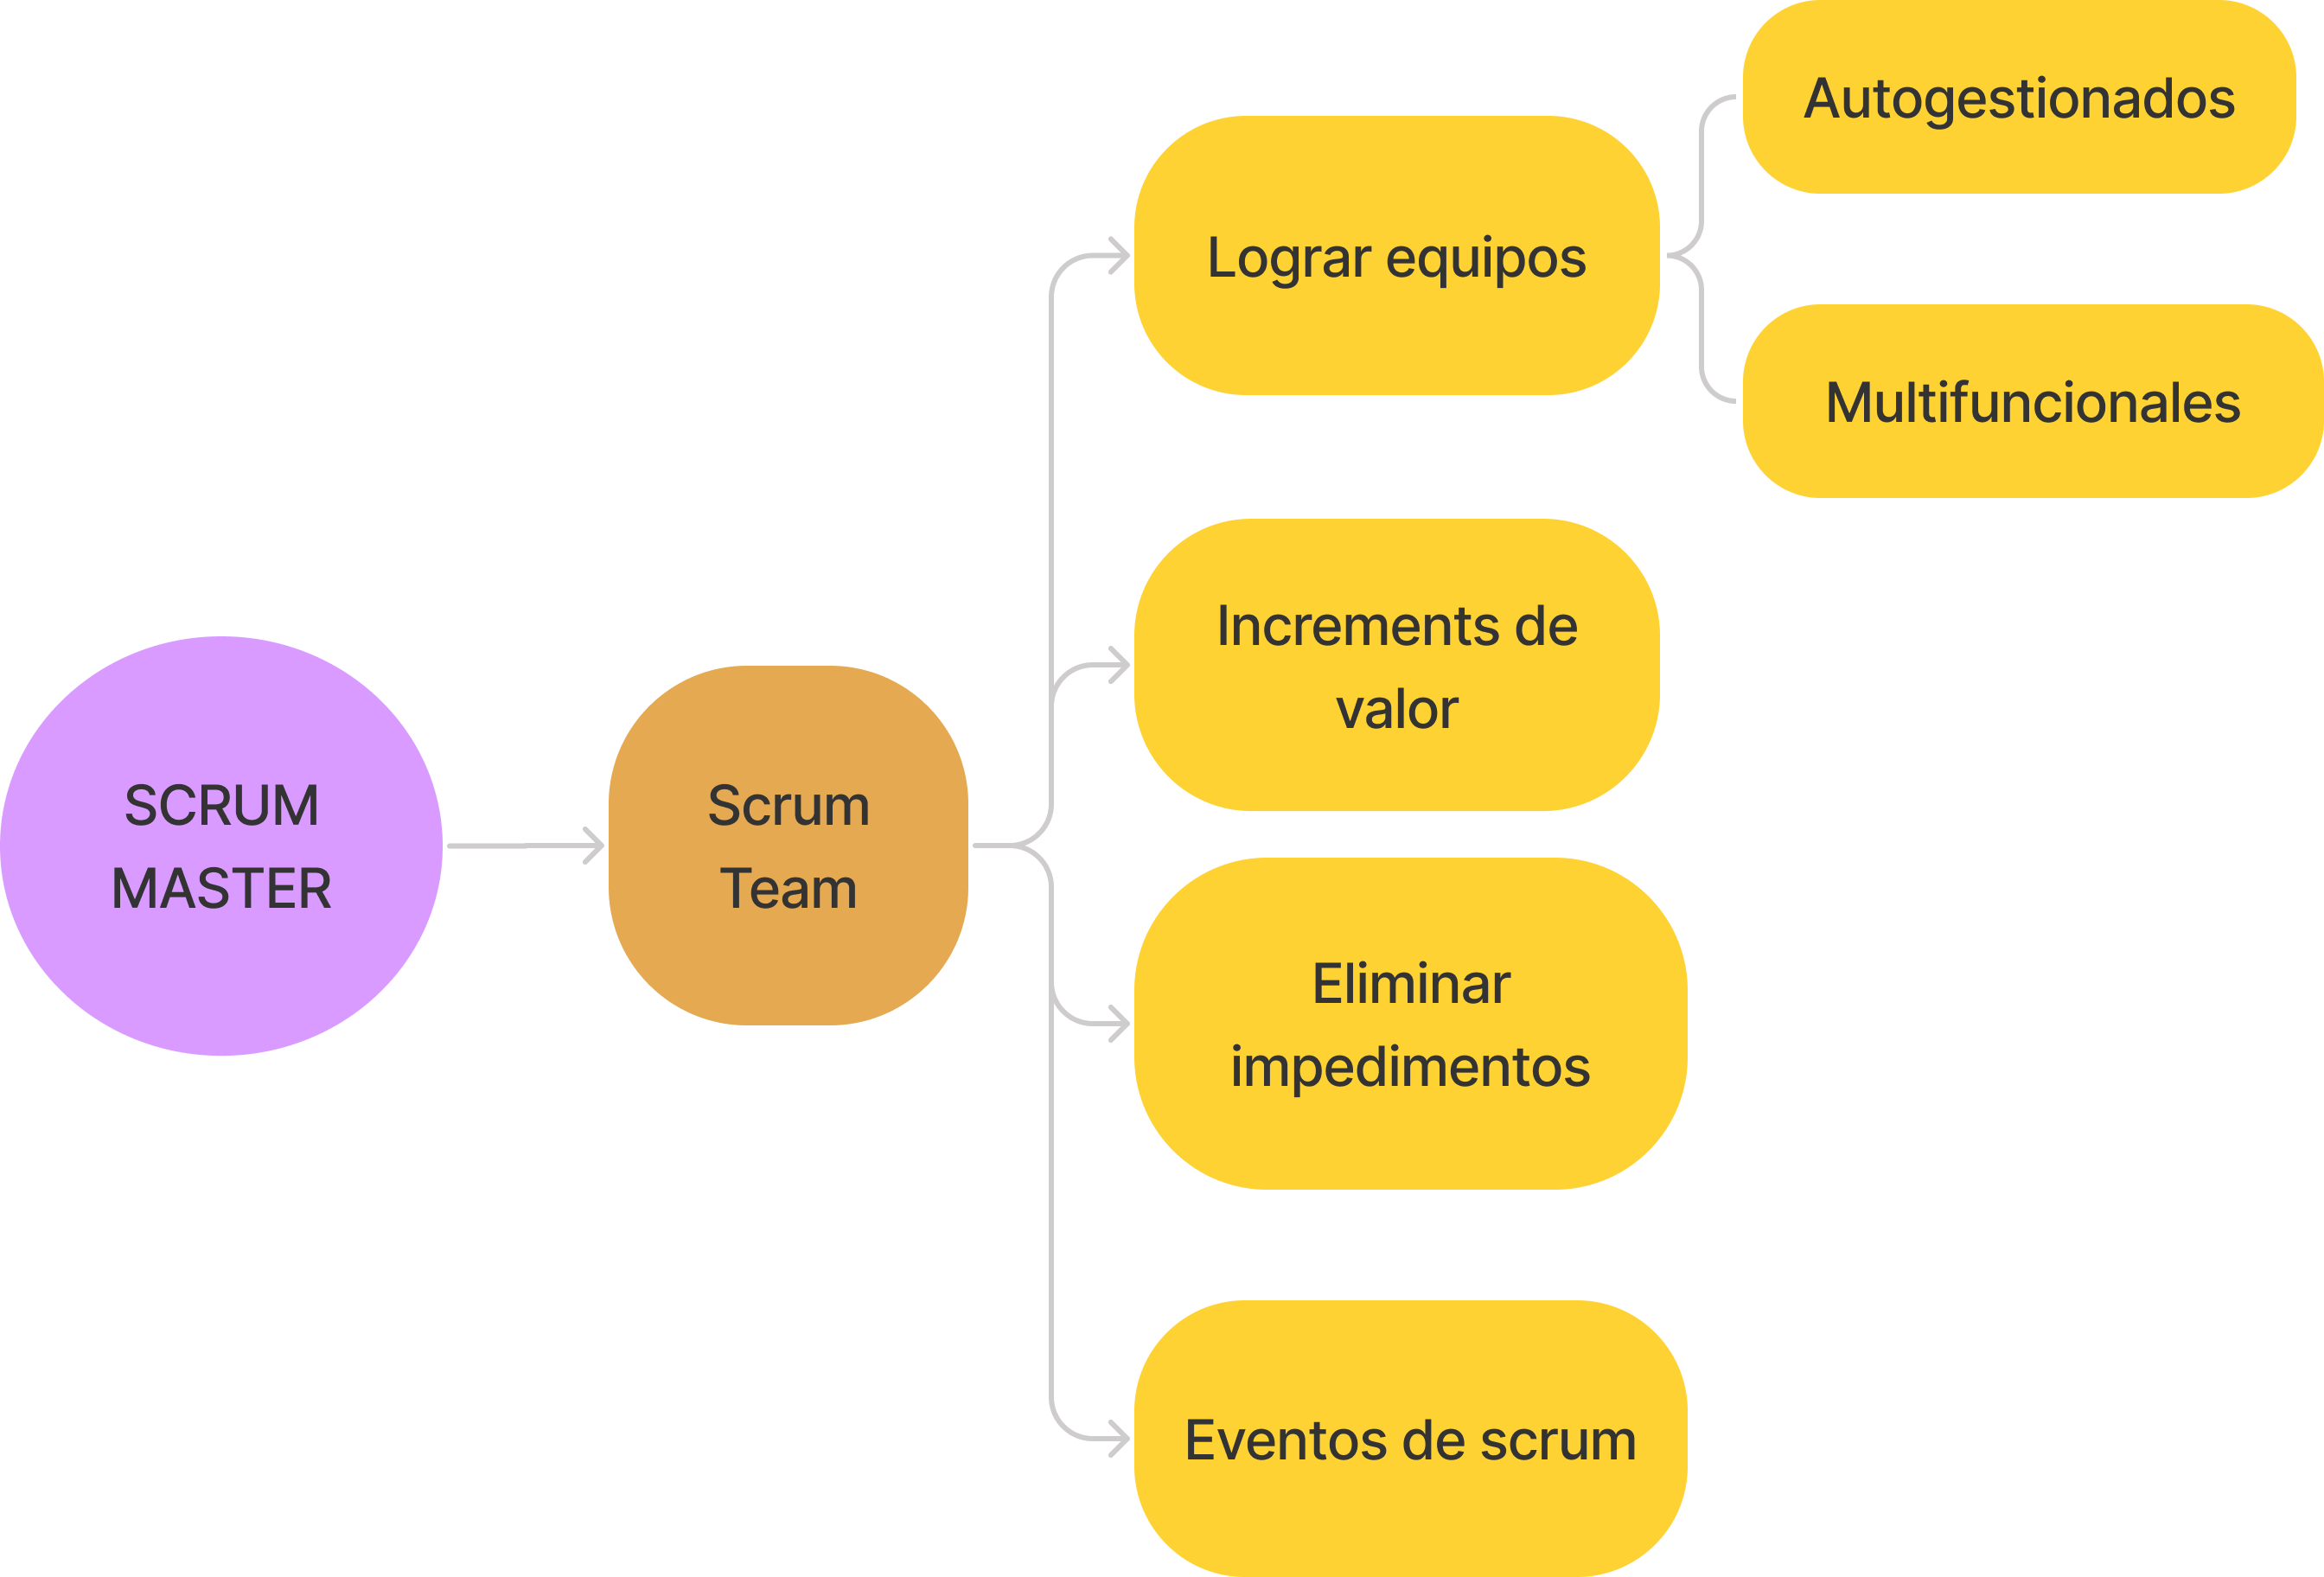 SCRUM
MASTER
Scrum
Team
Lograr equipos
Autogestionados
Multifuncionales
Increments de
valor
Eliminar
impedimentos
Eventos de scrum